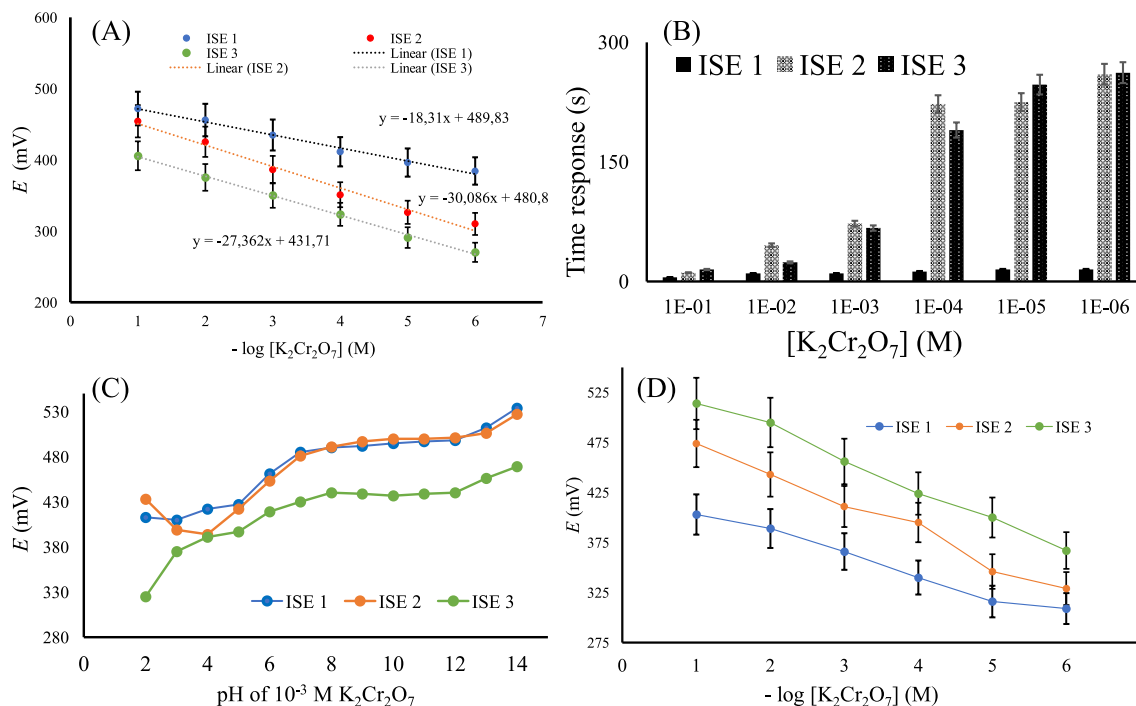 (A)
600
500
400
300
200
0
1
2
3
4
5
6
7
E (mV)
- log [K₂Cr₂O₇] (M)
ISE 1
ISE 2
ISE 3
Linear (ISE 1)
Linear (ISE 2)
Linear (ISE 3)
y = -18,31x + 489,83
y = -30,086x + 480,8
y = -27,362x + 431,71
(B)
300
150
0
Time response (s)
ISE 1
ISE 2
ISE 3
1E-01
1E-02
1E-03
1E-04
1E-05
1E-06
[K₂Cr₂O₇] (M)
(C)
530
480
430
380
330
280
E (mV)
ISE 1
ISE 2
ISE 3
0
2
4
6
8
10
12
14
pH of 10⁻³ M K₂Cr₂O₇
(D)
525
475
425
375
325
275
E (mV)
ISE 1
ISE 2
ISE 3
0
1
2
3
4
5
6
- log [K₂Cr₂O₇] (M)